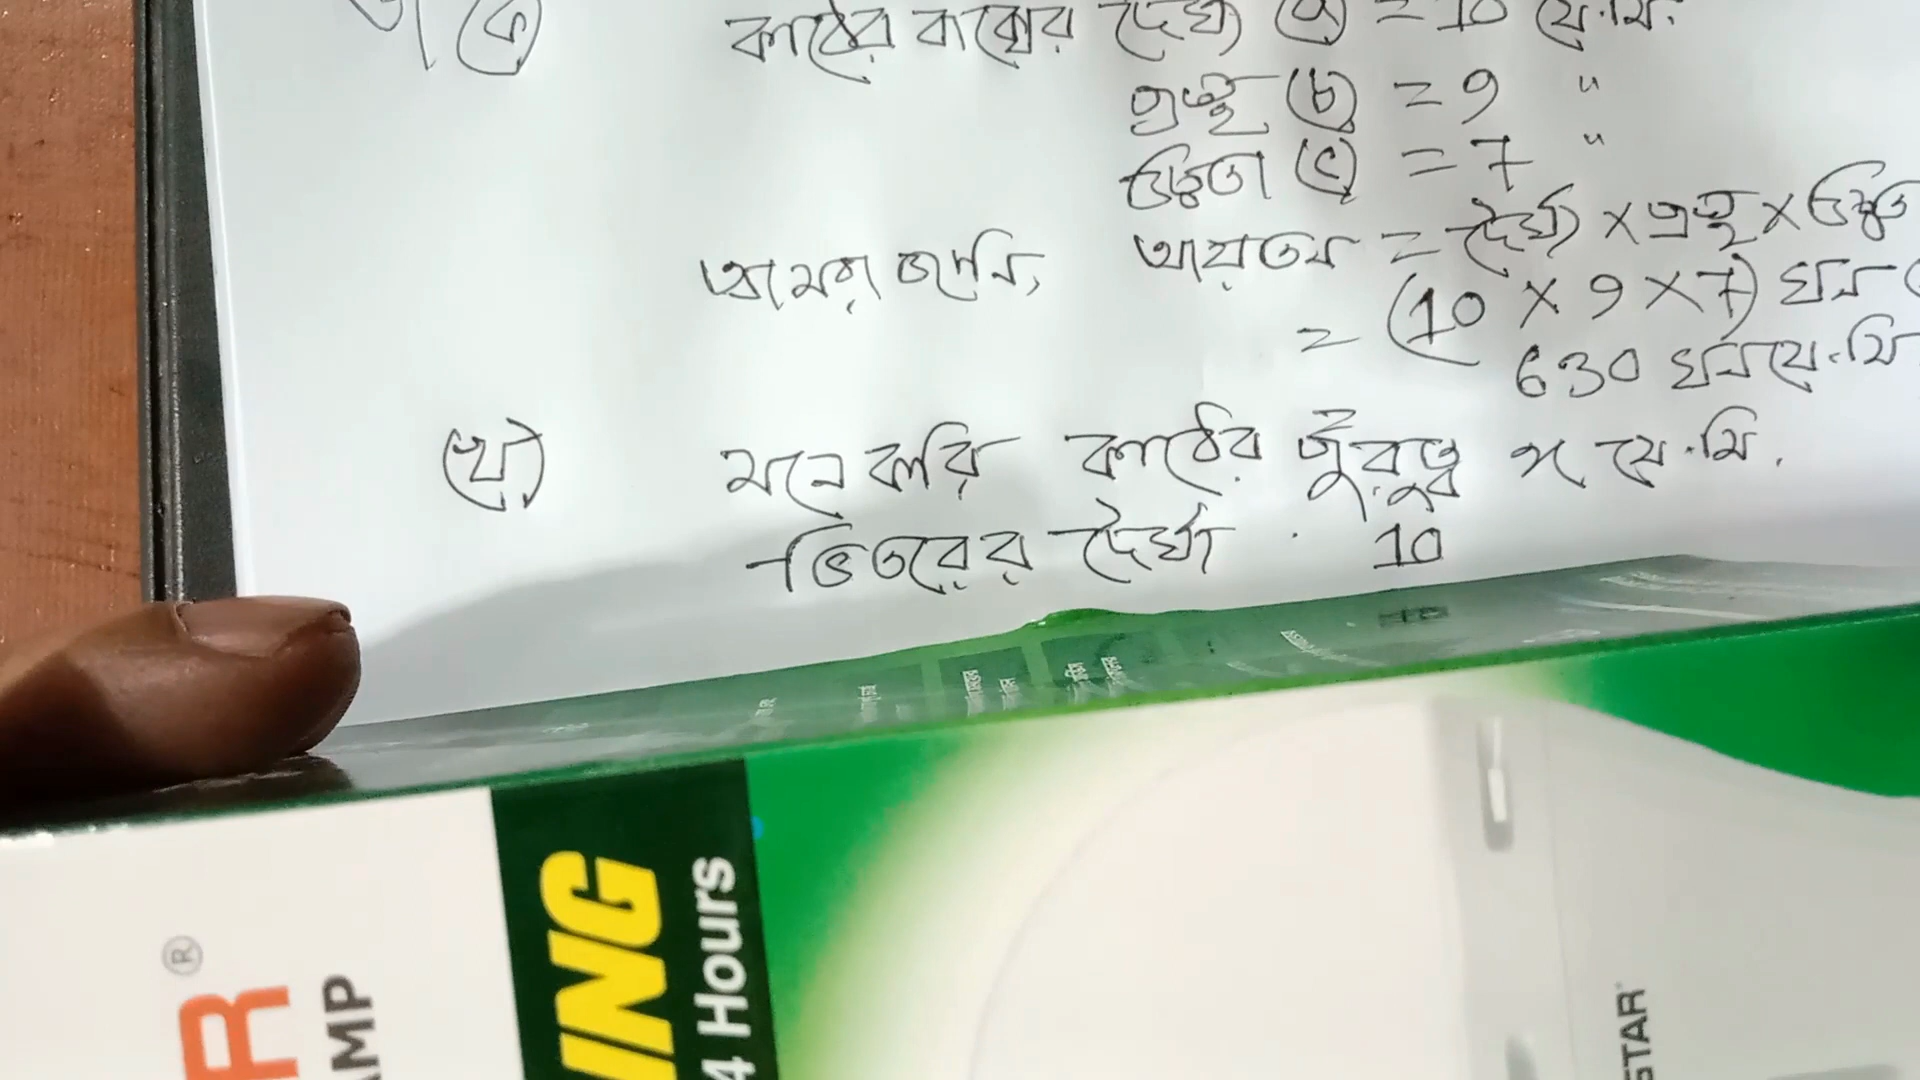 (ক) কাঠের বাক্সের দৈর্ঘ্য (a) = 10 সে.মি.
প্রস্থ (b) = 9 "
উচ্চতা (c) = 7 "
আমরা জানি, আয়তন = দৈর্ঘ্য × প্রস্থ × উচ্চতা
= (10 × 9 × 7) ঘন
= 630 ঘন সে.মি
(খ) মনে করি কাঠের পুরুত্ব x সে.মি.
ভিতরের দৈর্ঘ্য 10
R®
AMP
ING
4 Hours
STAR